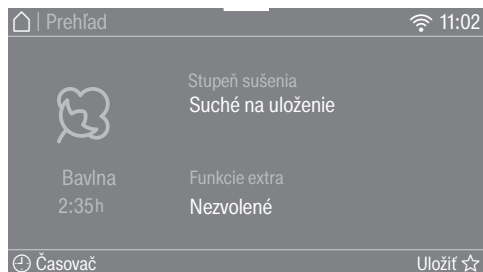 | Prehľad 11:02
Stupeň sušenia
Suché na uloženie
Bavlna
2:35h
Funkcie extra
Nezvolené
Časovač Uložiť